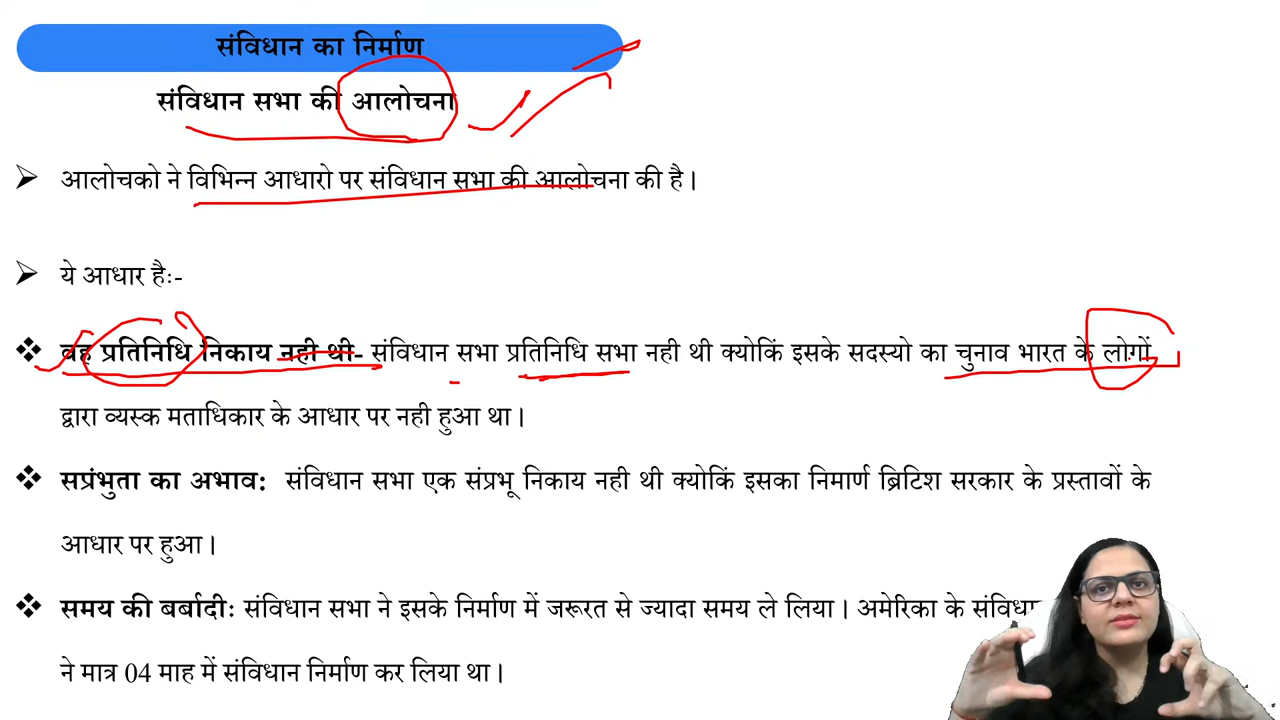 संविधान का निर्माण
संविधान सभा की आलोचना
आलोचको ने विभिन्न आधारो पर संविधान सभा की आलोचना की है।
ये आधार हैः-
वह प्रतिनिधि निकाय नही थी- संविधान सभा प्रतिनिधि सभा नही थी क्योकिं इसके सदस्यो का चुनाव भारत के लोगों
द्वारा व्यस्क मताधिकार के आधार पर नही हुआ था।
सप्रंभुता का अभावः संविधान सभा एक संप्रभू निकाय नही थी क्योकिं इसका निमार्ण ब्रिटिश सरकार के प्रस्तावों के
आधार पर हुआ।
समय की बर्बादीः संविधान सभा ने इसके निर्माण में जरूरत से ज्यादा समय ले लिया। अमेरिका के
ने मात्र 04 माह में संविधान निर्माण कर लिया था।